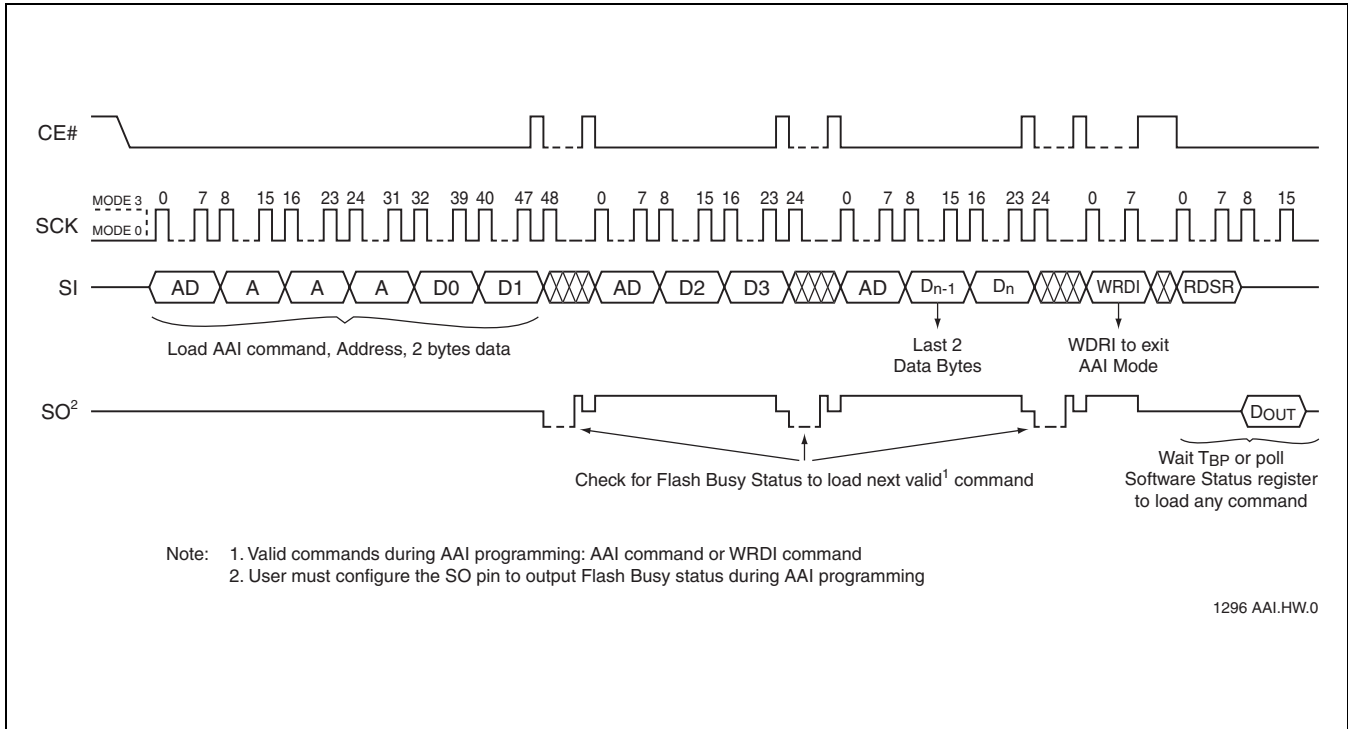 CE#
MODE 3
MODE 0
SCK
0 7 8 15 16 23 24 31 32 39 40 47 48 0 7 8 15 16 23 24 0 7 8 15 16 23 24 0 7 0 7 8 15
SI
AD A A A D0 D1 AD D2 D3 AD Dn-1 Dn WRDI RDSR
Load AAI command, Address, 2 bytes data
Last 2
Data Bytes
WDRI to exit
AAI Mode
SO2
DOUT
Check for Flash Busy Status to load next valid1 command
Wait TBP or poll
Software Status register
to load any command
Note: 1. Valid commands during AAI programming: AAI command or WRDI command
2. User must configure the SO pin to output Flash Busy status during AAI programming
1296 AAI.HW.0